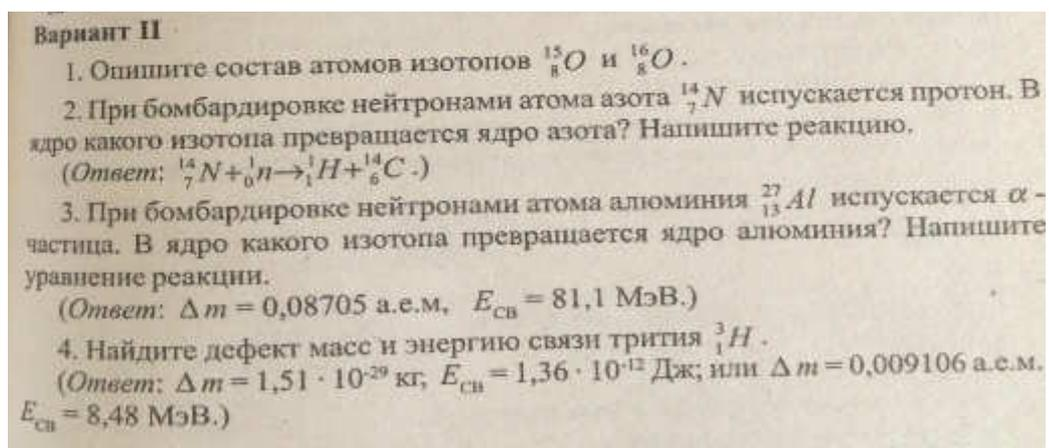 Вариант II
1. Опишите состав атомов изотопов ¹⁵₈O и ¹⁶₈O.
2. При бомбардировке нейтронами атома азота ¹⁴₇N испускается протон. В
ядро какого изотопа превращается ядро азота? Напишите реакцию.
(Ответ: ¹⁴₇N+¹₀n→¹₁H+¹⁴₆C.)
3. При бомбардировке нейтронами атома алюминия ²⁷₁₃Al испускается α -
частица. В ядро какого изотопа превращается ядро алюминия? Напишите
уравнение реакции.
(Ответ: Δm = 0,08705 а.е.м, Eсв = 81,1 МэВ.)
4. Найдите дефект масс и энергию связи трития ³₁H.
(Ответ: Δm = 1,51 · 10⁻²⁹ кг, Eсв = 1,36 · 10⁻¹² Дж; или Δm = 0,009106 а.е.м.
Eсв = 8,48 МэВ.)